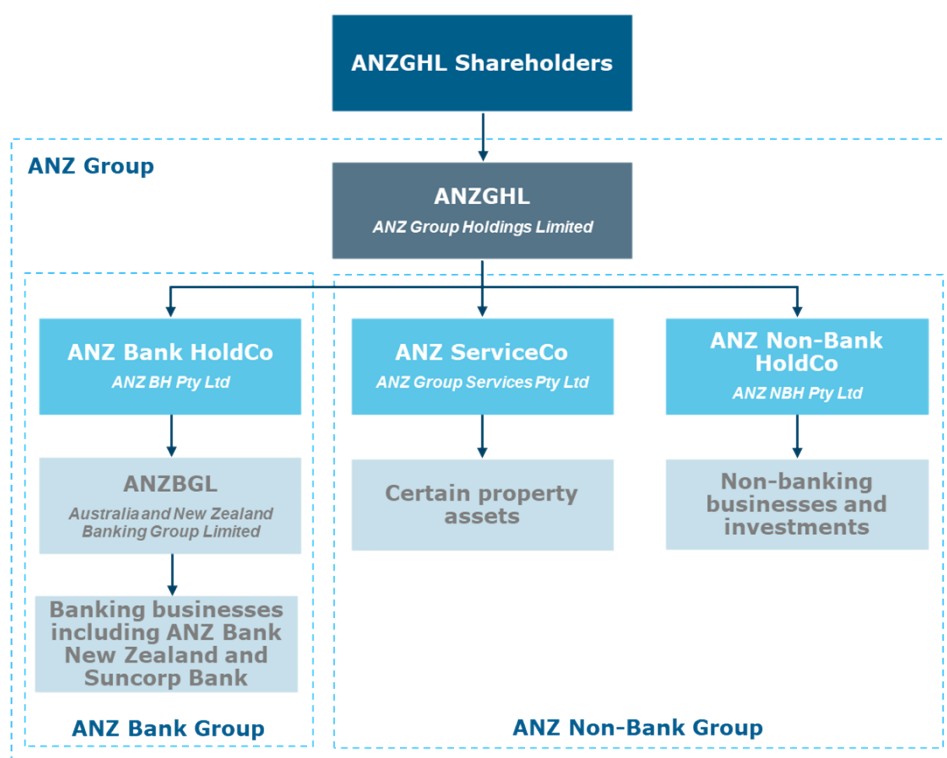 ANZGHL Shareholders
ANZ Group
ANZGHL
ANZ Group Holdings Limited
ANZ Bank HoldCo
ANZ BH Pty Ltd
ANZ ServiceCo
ANZ Group Services Pty Ltd
ANZ Non-Bank
HoldCo
ANZ NBH Pty Ltd
ANZBGL
Australia and New Zealand
Banking Group Limited
Certain property
assets
Non-banking
businesses and
investments
Banking businesses
including ANZ Bank
New Zealand and
Suncorp Bank
ANZ Bank Group
ANZ Non-Bank Group